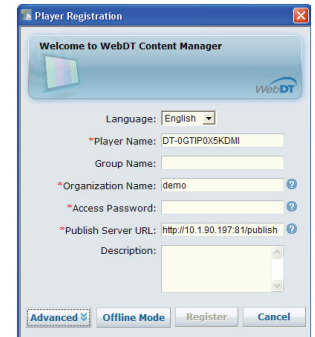 Player Registration
Welcome to WebDT Content Manager
WebDT
Language: English
*Player Name: DT-0GTIP0X5KDMI
Group Name:
*Organization Name: demo
*Access Password:
*Publish Server URL: http://10.1.90.197:81/publish
Description:
Advanced Offline Mode Register Cancel